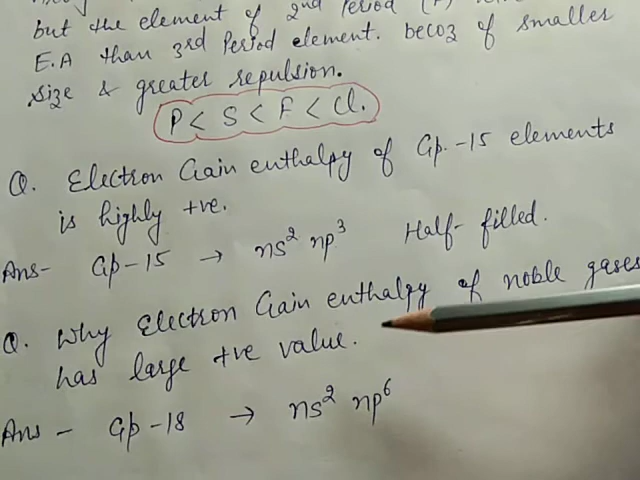 but the element of 2nd Period
E.A than 3rd Period element. becoz of smaller
size & greater repulsion.
P < S < F < Cl.
Q. Electron Gain enthalpy of Gp.-15 elements
is highly +ve.
Ans- Gp-15 → ns² np³ Half-filled.
Q. Why Electron Gain enthalpy of noble gases
has large +ve value.
Ans - Gp-18 → ns² np⁶